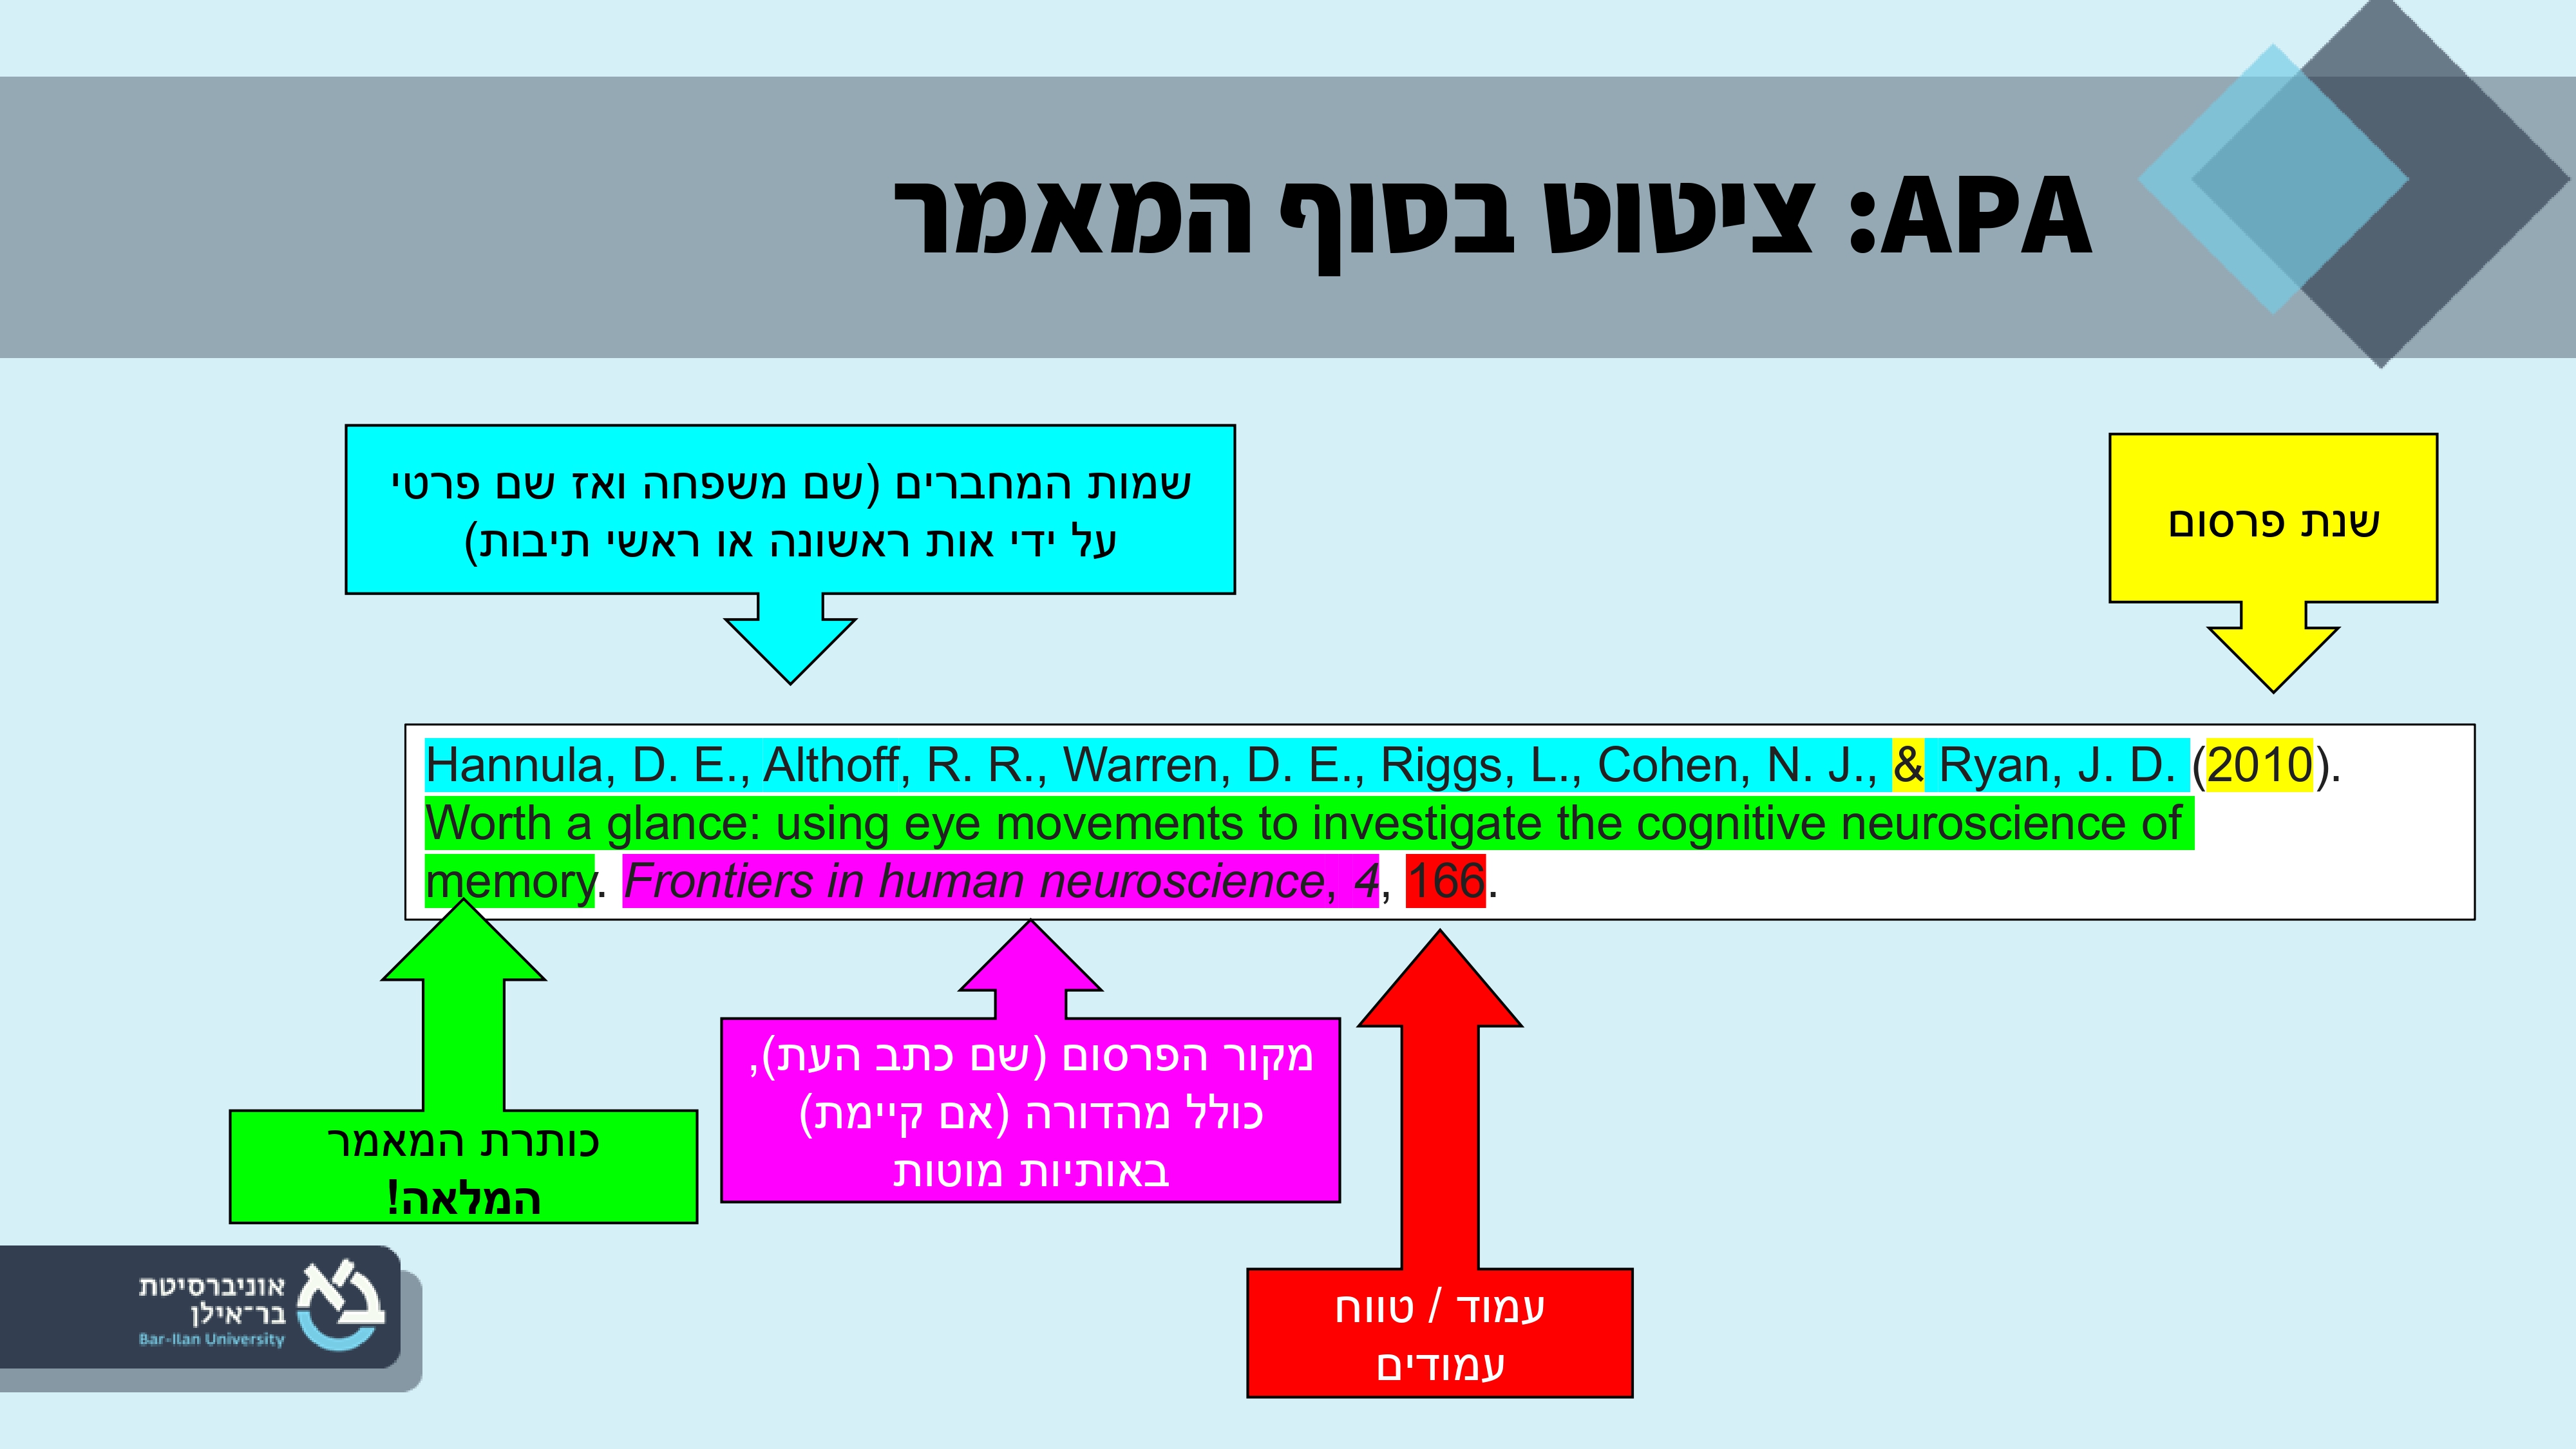 APA: ציטוט בסוף המאמר
שמות המחברים (שם משפחה ואז שם פרטי
על ידי אות ראשונה או ראשי תיבות)
שנת פרסום
Hannula, D. E., Althoff, R. R., Warren, D. E., Riggs, L., Cohen, N. J., & Ryan, J. D. (2010).
Worth a glance: using eye movements to investigate the cognitive neuroscience of
memory. Frontiers in human neuroscience, 4, 166.
כותרת המאמר
המלאה!
מקור הפרסום (שם כתב העת),
כולל מהדורה (אם קיימת)
באותיות מוטות
עמוד / טווח
עמודים
אוניברסיטת
בר־אילן
Bar-Ilan University